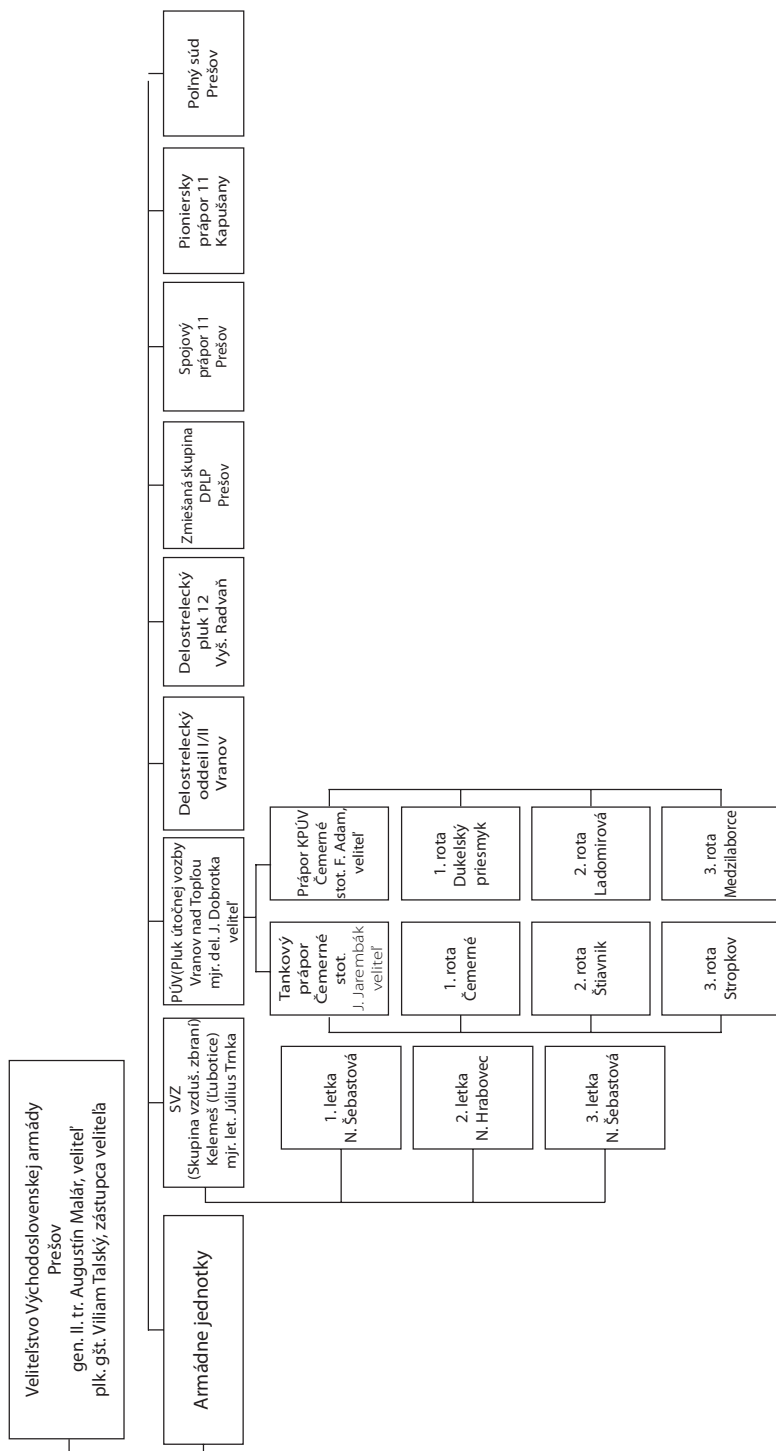 Veliteľstvo Východoslovenskej armády
Prešov
gen. II. tr. Augustín Malár, veliteľ
plk. gšt. Viliam Talský, zástupca veliteľa
Armádne jednotky
SVZ
(Skupina vzduš. zbraní)
Kelemeš (Ľubotice)
mjr. let. Július Trnka
1. letka
N. Šebastová
2. letka
N. Hrabovec
3. letka
N. Šebastová
PÚV(Pluk útočnej vozby
Vranov nad Topľou
mjr. del. J. Dobrotka
veliteľ
Tankový
prápor
Čemerné
stot.
J. Jarembák
veliteľ
1. rota
Čemerné
2. rota
Štiavnik
3. rota
Stropkov
Prápor KPÚV
Čemerné
stot. F. Adam,
veliteľ
1. rota
Dukelský
priesmyk
2. rota
Ladomirová
3. rota
Medzilaborce
Delostrelecký
oddeil I/II
Vranov
Delostrelecký
pluk 12
Vyš. Radvaň
Zmiešaná skupina
DPLP
Prešov
Spojový
prápor 11
Prešov
Pioniersky
prápor 11
Kapušany
Poľný súd
Prešov